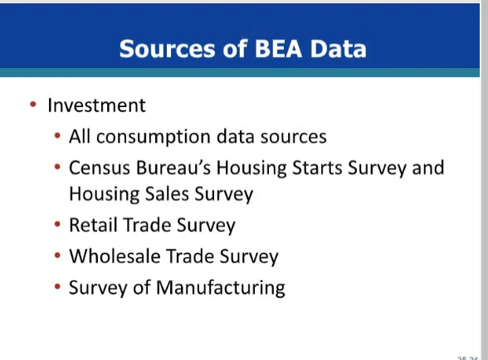 Sources of BEA Data
• Investment
• All consumption data sources
• Census Bureau's Housing Starts Survey and
Housing Sales Survey
• Retail Trade Survey
• Wholesale Trade Survey
• Survey of Manufacturing